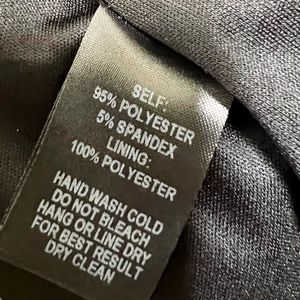 SELF:
95% POLYESTER
5% SPANDEX
LINING:
100% POLYESTER
HAND WASH COLD
DO NOT BLEACH
HANG OR LINE DRY
FOR BEST RESULT
DRY CLEAN